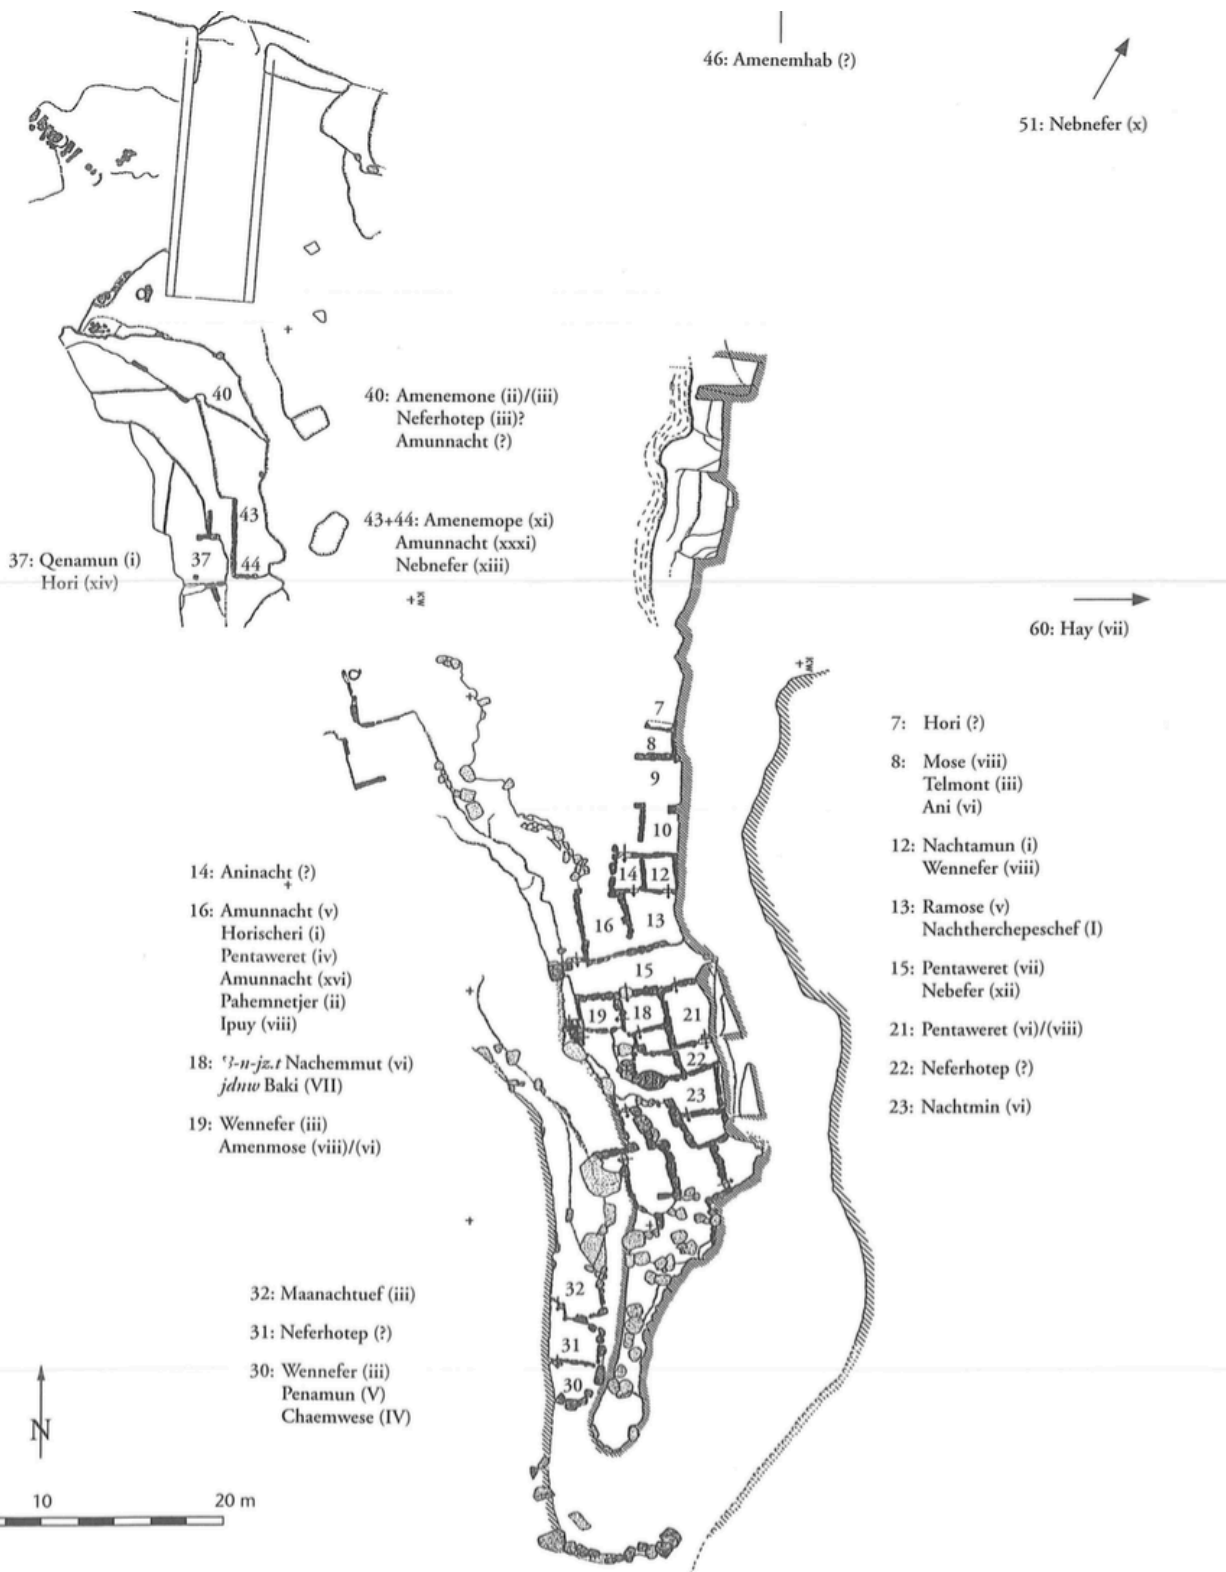 46: Amenemhab (?)
51: Nebnefer (x)
40
40: Amenemone (ii)/(iii)
Neferhotep (iii)?
Amunnacht (?)
43
43+44: Amenemope (xi)
Amunnacht (xxxi)
Nebnefer (xiii)
37: Qenamun (i)
Hori (xiv)
37
44
KW
60: Hay (vii)
KW
7
8
9
10
14
12
16
13
15
19
18
21
22
23
7: Hori (?)
8: Mose (viii)
Telmont (iii)
Ani (vi)
12: Nachtamun (i)
Wennefer (viii)
13: Ramose (v)
Nachtherchepeschef (I)
15: Pentaweret (vii)
Nebefer (xii)
21: Pentaweret (vi)/(viii)
22: Neferhotep (?)
23: Nachtmin (vi)
14: Aninacht (?)
16: Amunnacht (v)
Horischeri (i)
Pentaweret (iv)
Amunnacht (xvi)
Pahemnetjer (ii)
Ipuy (viii)
18: ꜥꜣ-n-jz.t Nachemmut (vi)
jdnw Baki (VII)
19: Wennefer (iii)
Amenmose (viii)/(vi)
32
31
30
32: Maanachtuef (iii)
31: Neferhotep (?)
30: Wennefer (iii)
Penamun (V)
Chaemwese (IV)
N
10 20 m